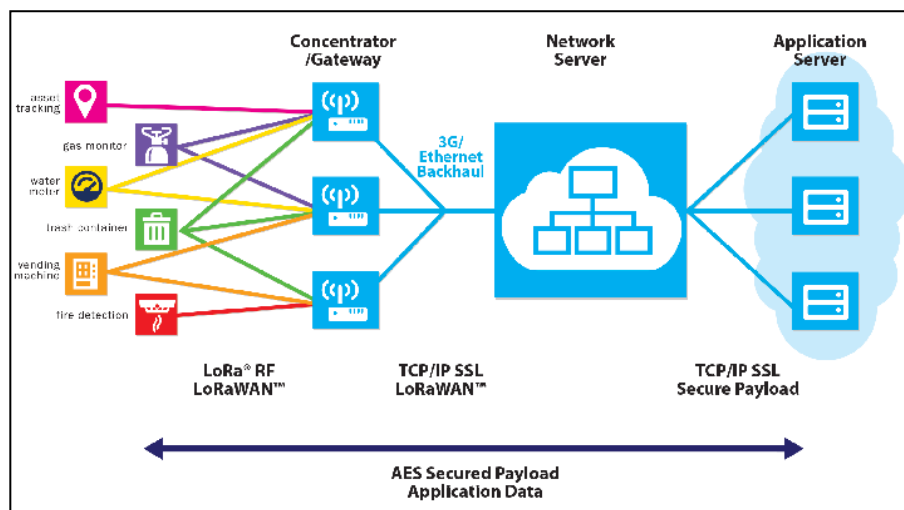 Concentrator
/Gateway
Network
Server
Application
Server
asset
tracking
gas monitor
water
meter
trash container
vending
machine
fire detection
3G/
Ethernet
Backhaul
LoRa® RF
LoRaWAN™
TCP/IP SSL
LoRaWAN™
TCP/IP SSL
Secure Payload
AES Secured Payload
Application Data